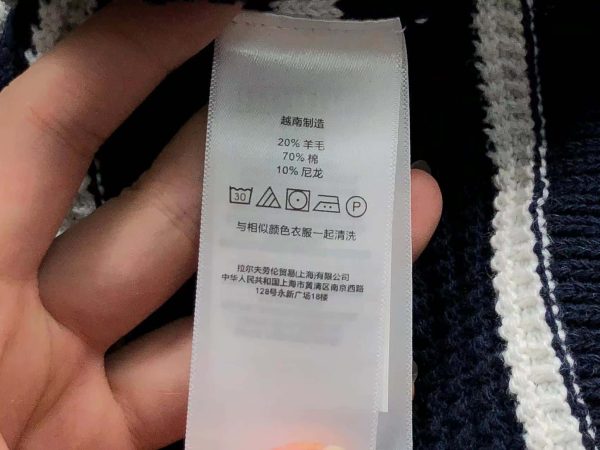 越南制造
20% 羊毛
70% 棉
10% 尼龙
30 P
与相似颜色衣服一起清洗
拉尔夫劳伦贸易(上海)有限公司
中华人民共和国上海市黄浦区南京西路
128号永新广场18楼